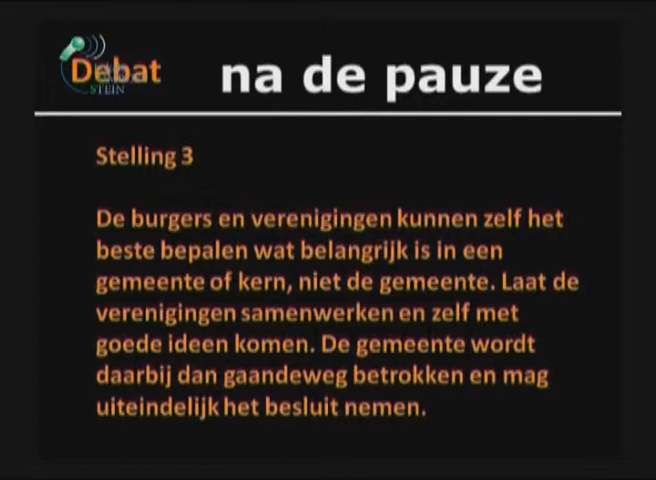 Debat
STEIN
na de pauze
Stelling 3
De burgers en verenigingen kunnen zelf het
beste bepalen wat belangrijk is in een
gemeente of kern, niet de gemeente. Laat de
verenigingen samenwerken en zelf met
goede ideen komen. De gemeente wordt
daarbij dan gaandeweg betrokken en mag
uiteindelijk het besluit nemen.